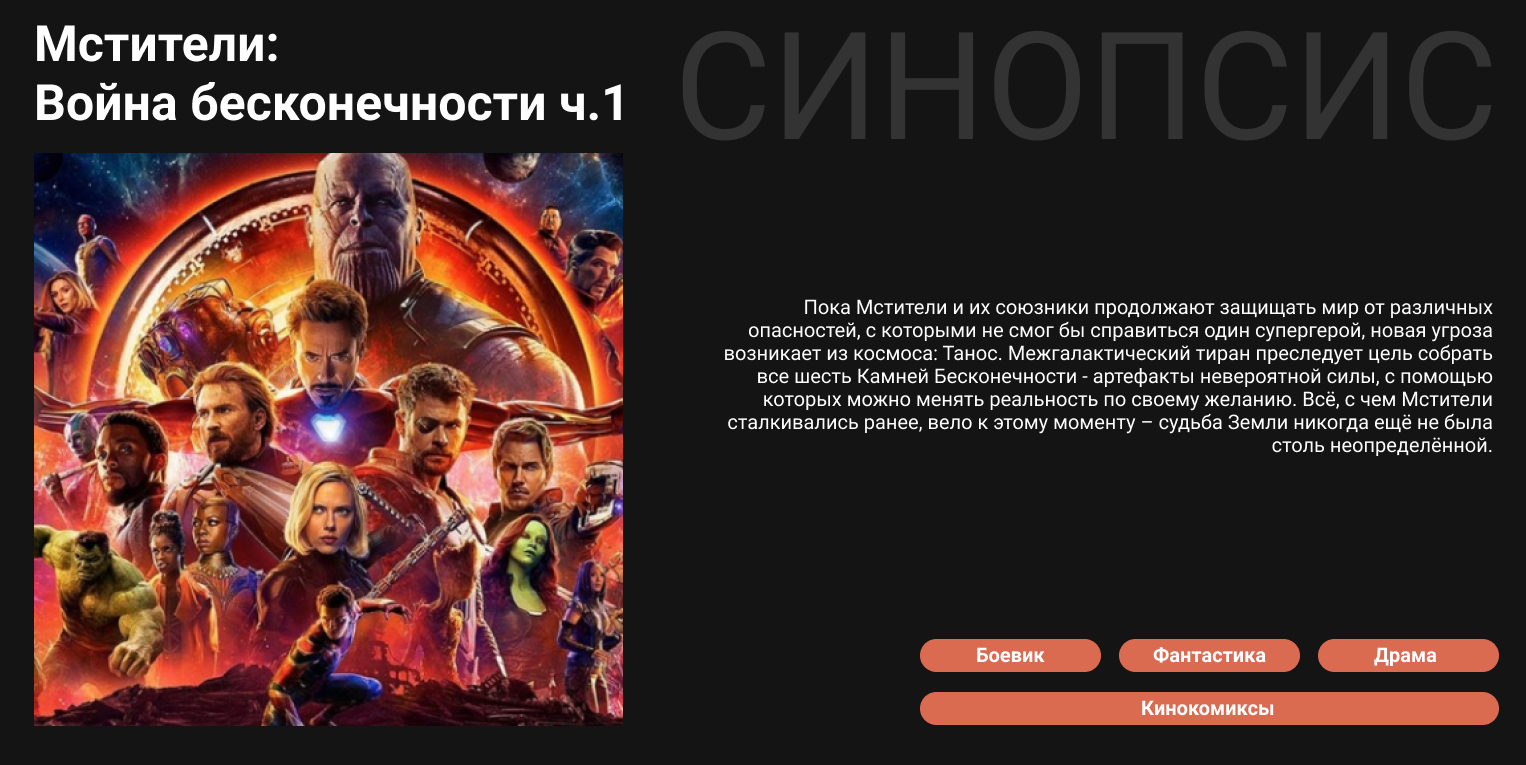 Мстители:
Война бесконечности ч.1
СИНОПСИС
Пока Мстители и их союзники продолжают защищать мир от различных
опасностей, с которыми не смог бы справиться один супергерой, новая угроза
возникает из космоса: Танос. Межгалактический тиран преследует цель собрать
все шесть Камней Бесконечности - артефакты невероятной силы, с помощью
которых можно менять реальность по своему желанию. Всё, с чем Мстители
сталкивались ранее, вело к этому моменту – судьба Земли никогда ещё не была
столь неопределённой.
Боевик
Фантастика
Драма
Кинокомиксы